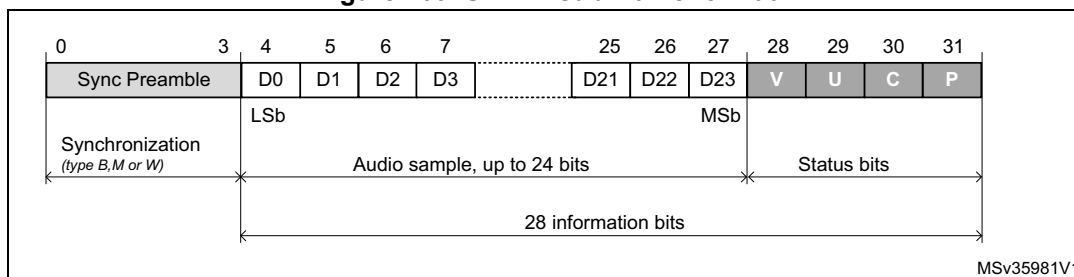 0 3 4 5 6 7 25 26 27 28 29 30 31
Sync Preamble D0 D1 D2 D3 D21 D22 D23 V U C P
LSb MSb
Synchronization
(type B,M or W) Audio sample, up to 24 bits Status bits
28 information bits
MSv35981V1